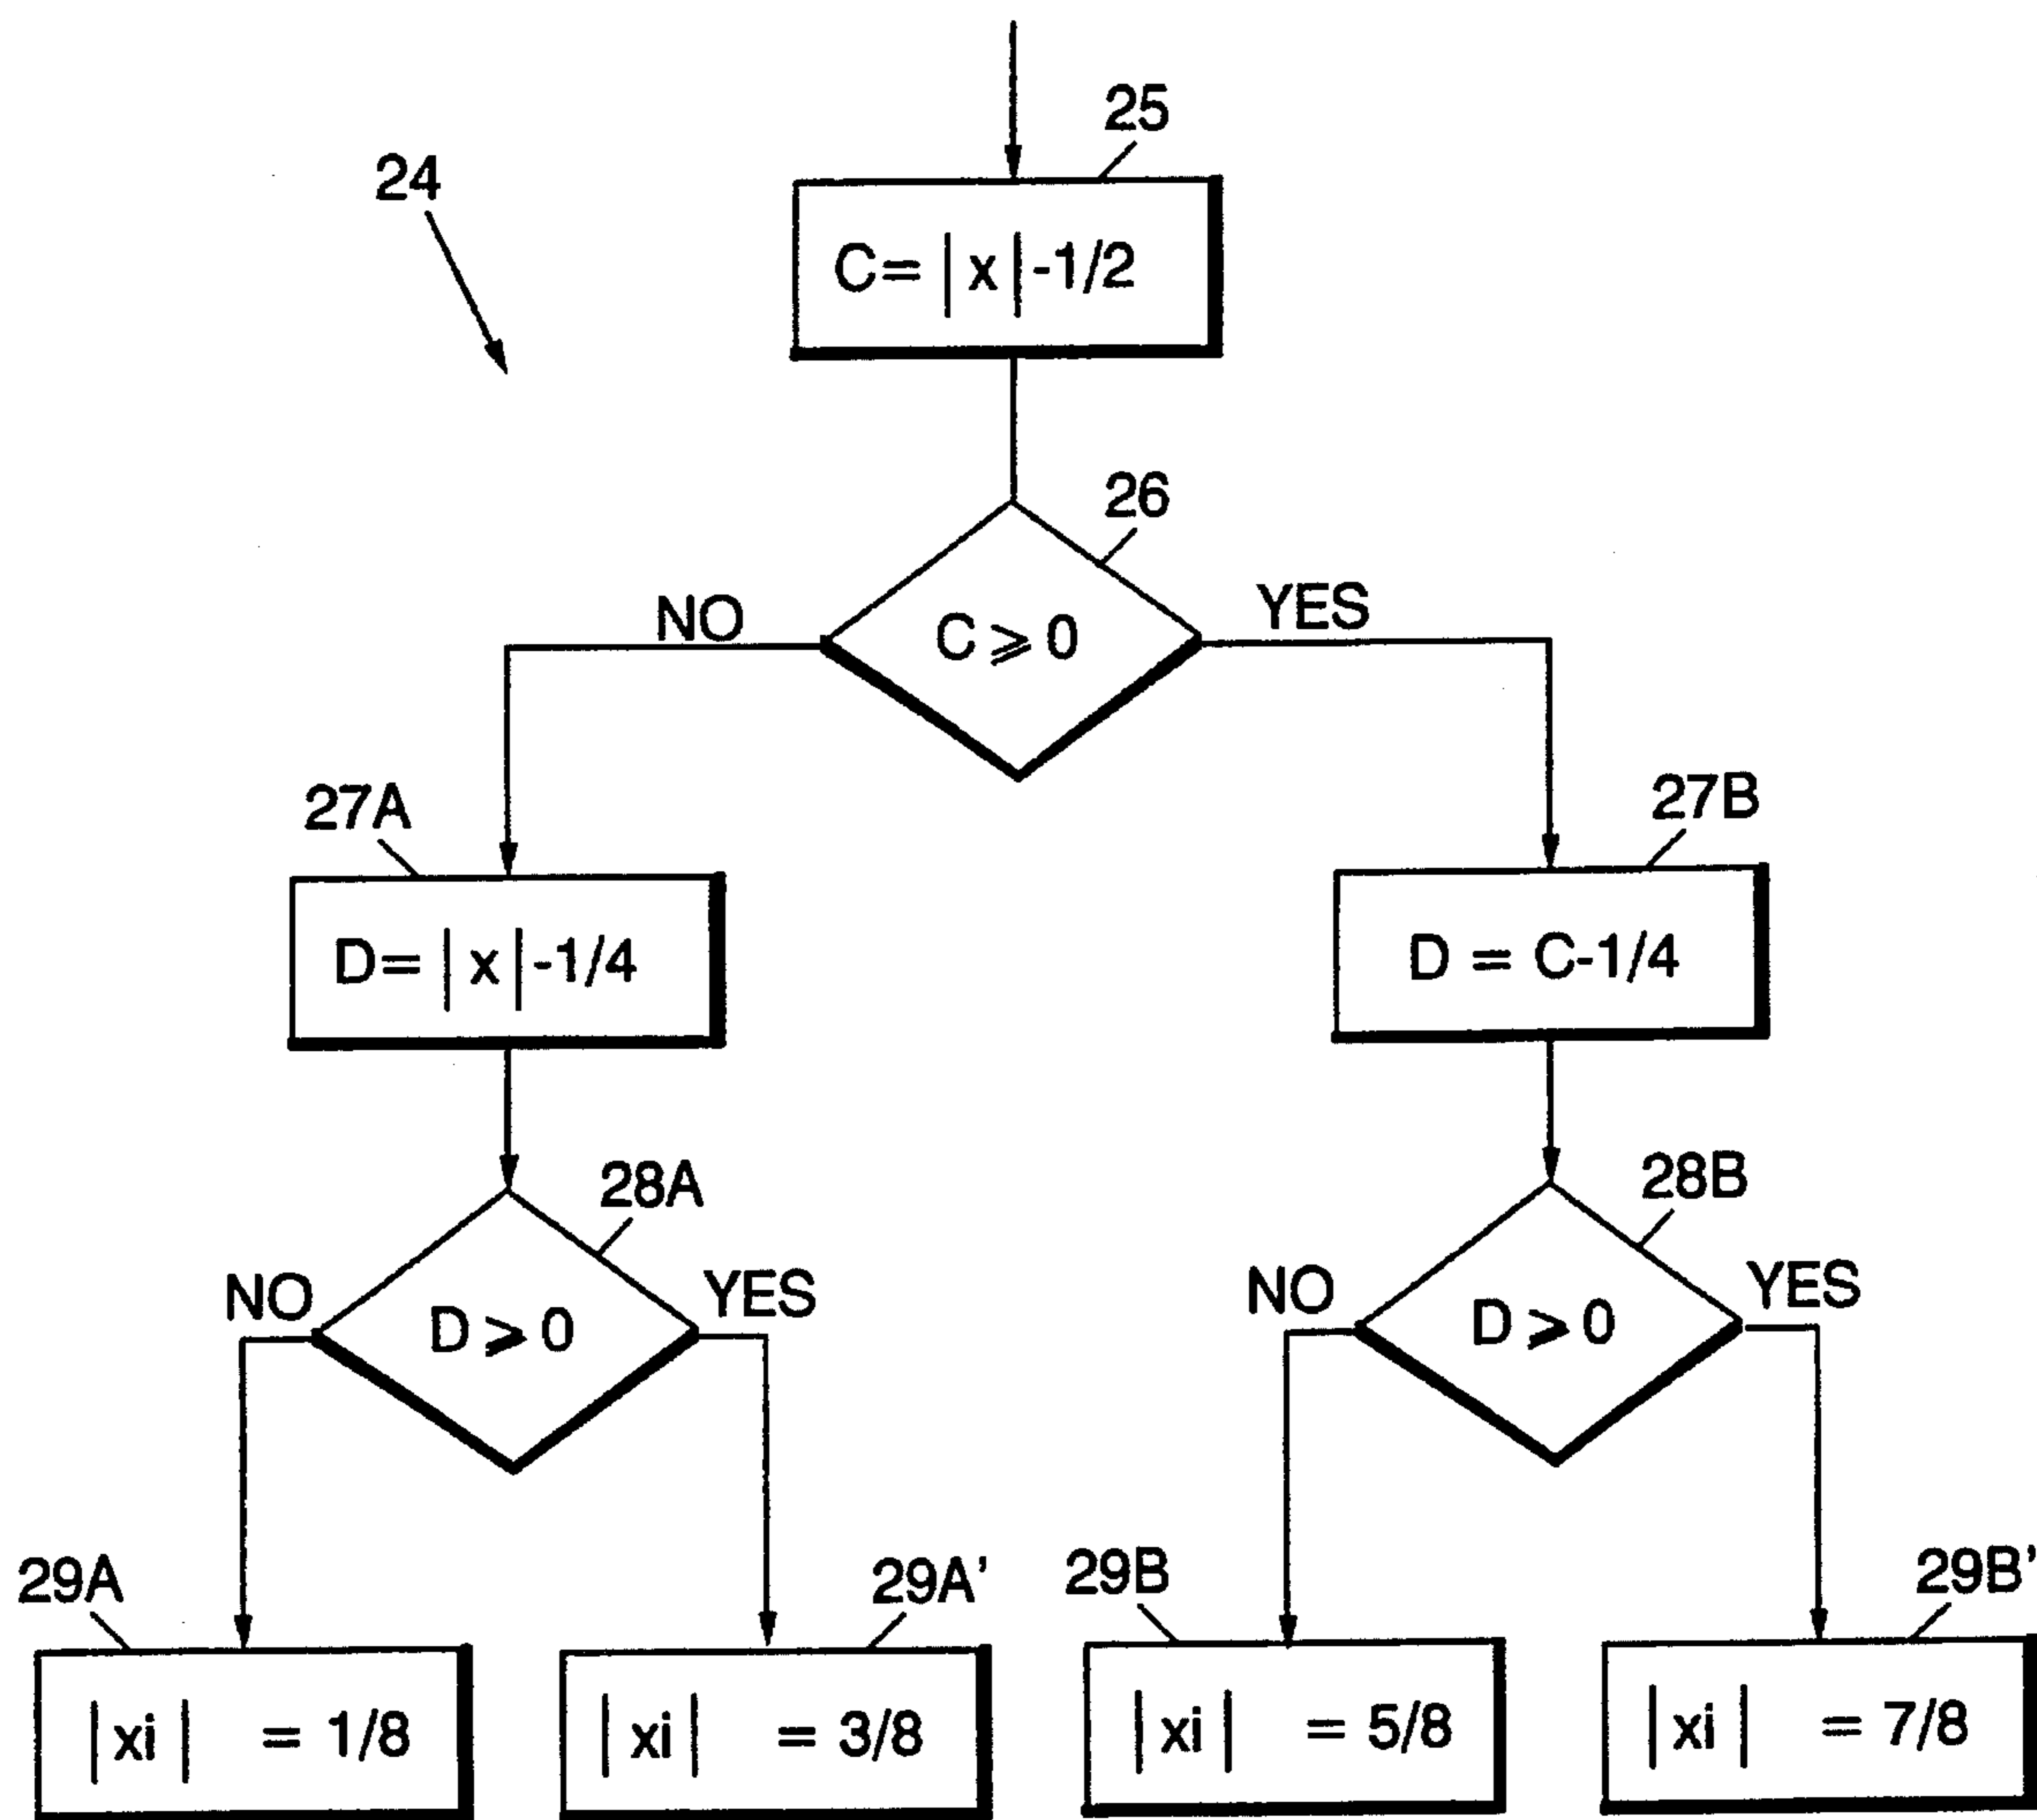 25
24
C=|x|-1/2
26
NO
YES
C ⩾ 0
27A
27B
D=|x|-1/4
D = C-1/4
28A
28B
NO
YES
NO
YES
D ⩾ 0
D ⩾ 0
29A
29A'
29B
29B'
|xi| = 1/8
|xi| = 3/8
|xi| = 5/8
|xi| = 7/8